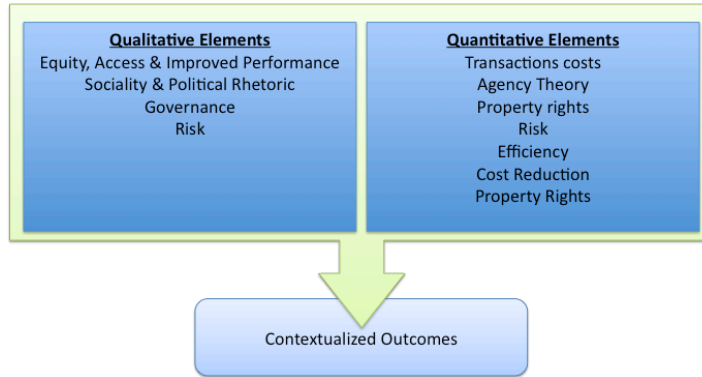 Qualitative Elements
Equity, Access & Improved Performance
Sociality & Political Rhetoric
Governance
Risk
Quantitative Elements
Transactions costs
Agency Theory
Property rights
Risk
Efficiency
Cost Reduction
Property Rights
Contextualized Outcomes